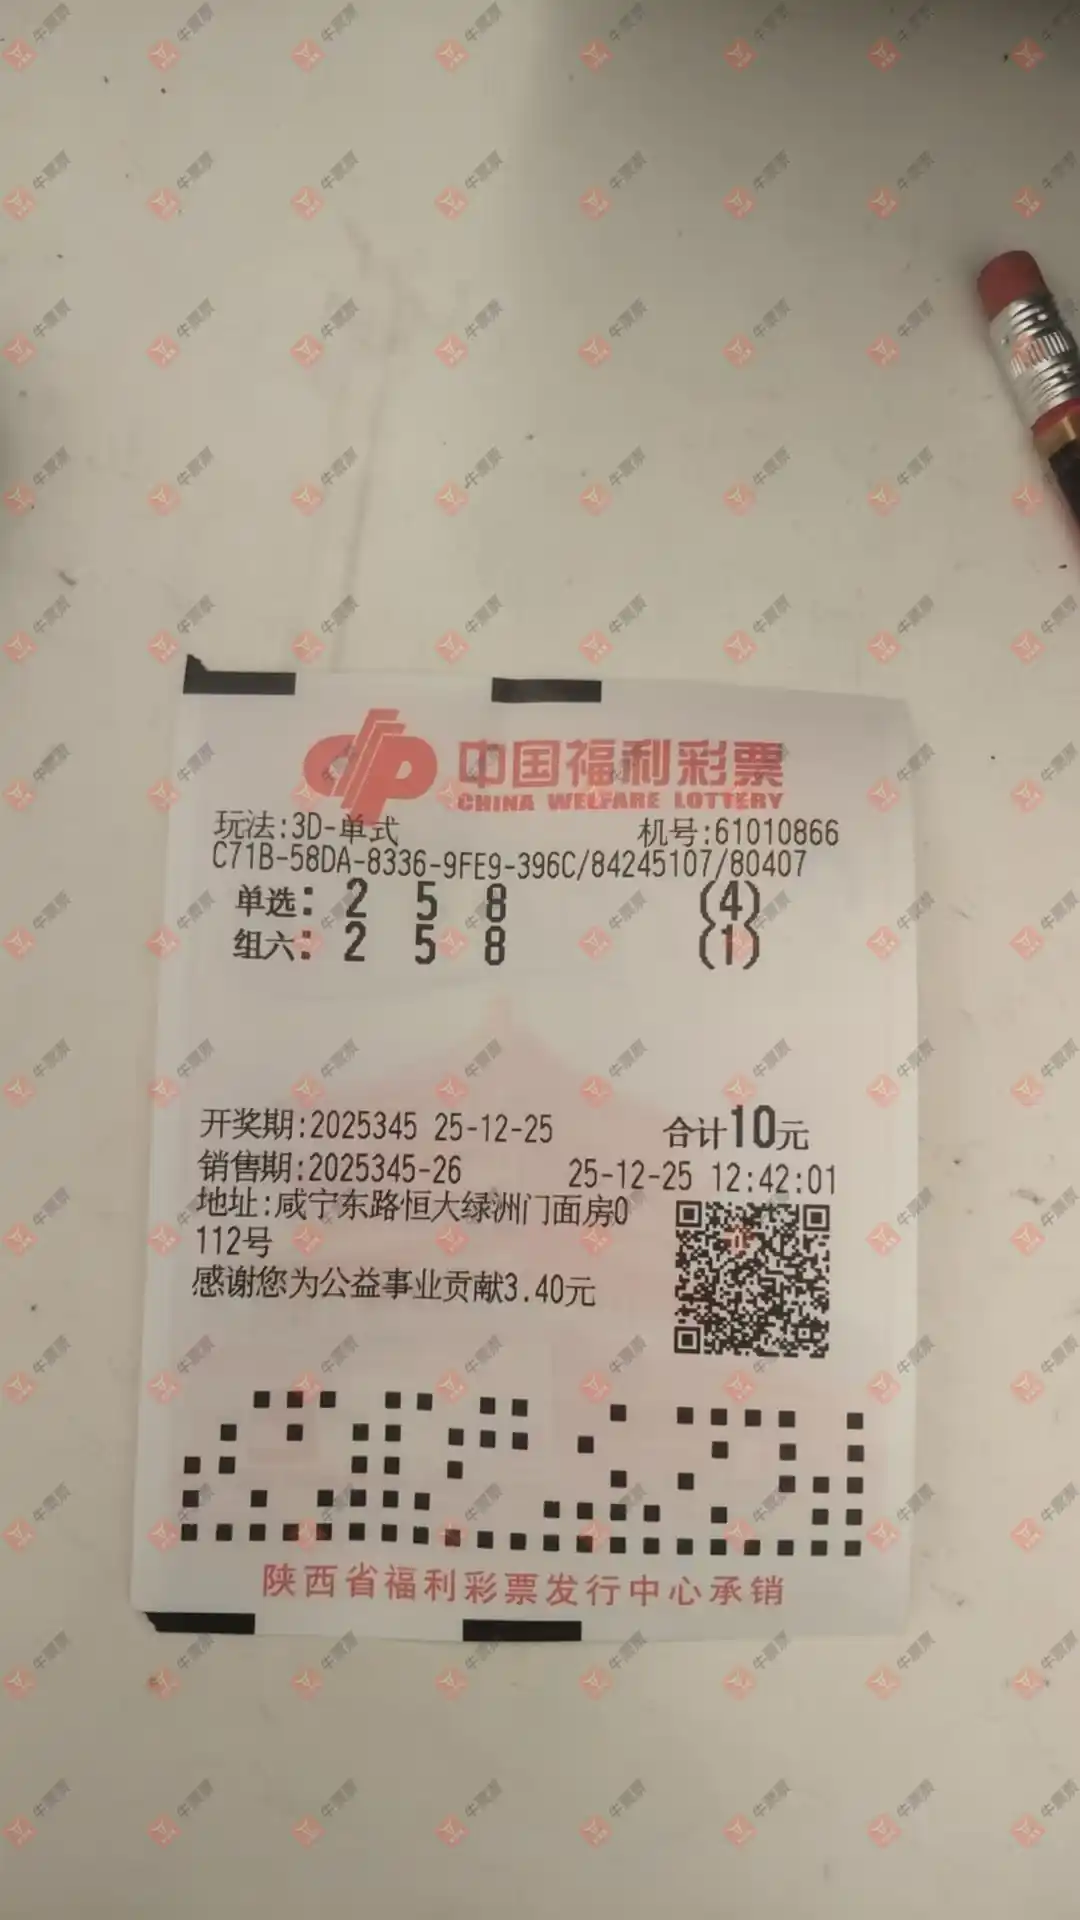 中国福利彩票
CHINA WELFARE LOTTERY
玩法:3D-单式 机号:61010866
C71B-58DA-8336-9FE9-396C/84245107/80407
单选: 2 5 8 (4)
组六: 2 5 8 (1)
开奖期:2025345 25-12-25 合计10元
销售期:2025345-26 25-12-25 12:42:01
地址:咸宁东路恒大绿洲门面房0
112号
感谢您为公益事业贡献3.40元
陕西省福利彩票发行中心承销
牛票票